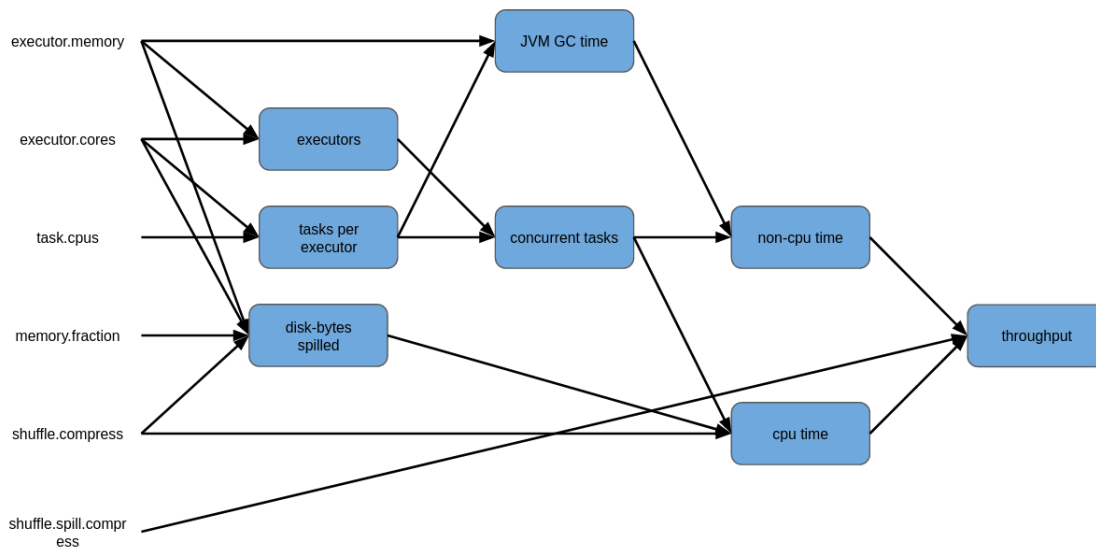 executor.memory
JVM GC time
executor.cores
executors
task.cpus
tasks per
executor
concurrent tasks
non-cpu time
memory.fraction
disk-bytes
spilled
throughput
shuffle.compress
cpu time
shuffle.spill.compr
ess